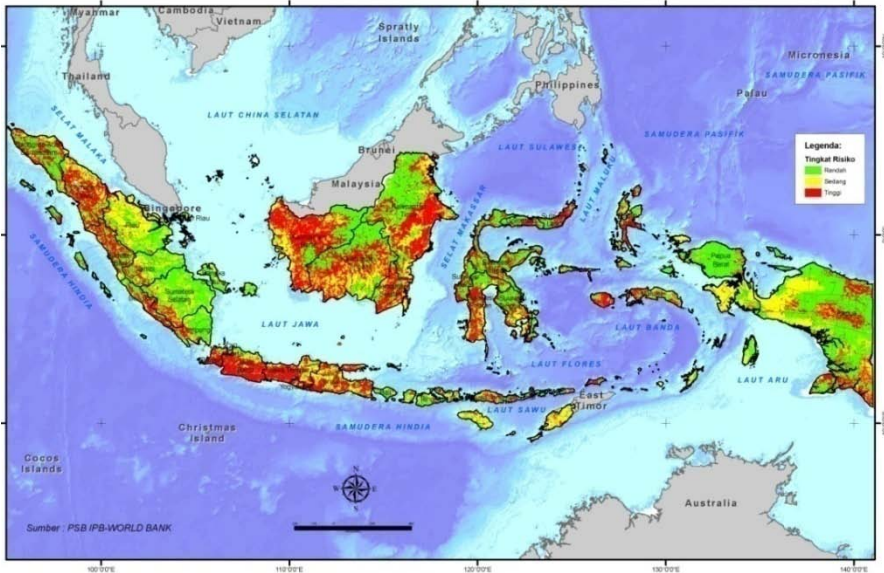 Myanmar
Cambodia
Vietnam
Spratly
Islands
Thailand
Philippines
Micronesia
SAMUDERA PASIFIK
Palau
LAUT CHINA SELATAN
SELAT MALAKA
SAMUDERA PASIFIK
Brunei
LAUT SULAWESI
LAUT MALUKU
Malaysia
Legenda:
Tingkat Risiko
Rendah
Sedang
Tinggi
Singapore
Riau
SELAT MAKASSAR
Papua
Barat
SAMUDERA HINDIA
LAUT JAWA
LAUT BANDA
LAUT FLORES
LAUT ARU
East
Timor
LAUT SAWU
Christmas
Island
SAMUDERA HINDIA
Cocos
Islands
N
W
E
S
Australia
Sumber : PSB IPB-WORLD BANK
100°0'0"E
110°0'0"E
120°0'0"E
130°0'0"E
140°0'0"E